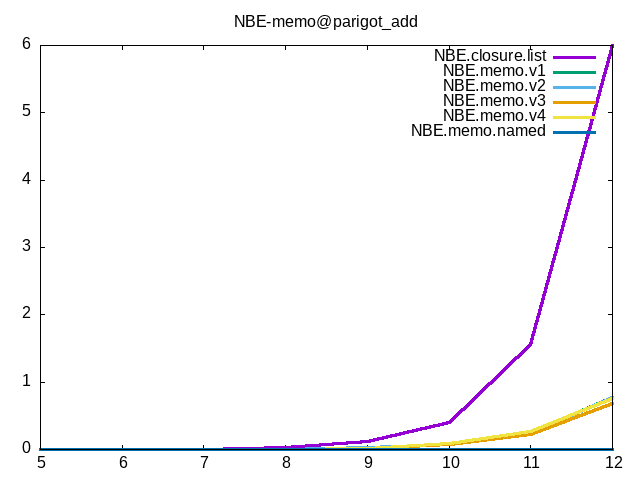 NBE-memo@parigot_add
NBE.closure.list
NBE.memo.v1
NBE.memo.v2
NBE.memo.v3
NBE.memo.v4
NBE.memo.named
6
5
4
3
2
1
0
5 6 7 8 9 10 11 12